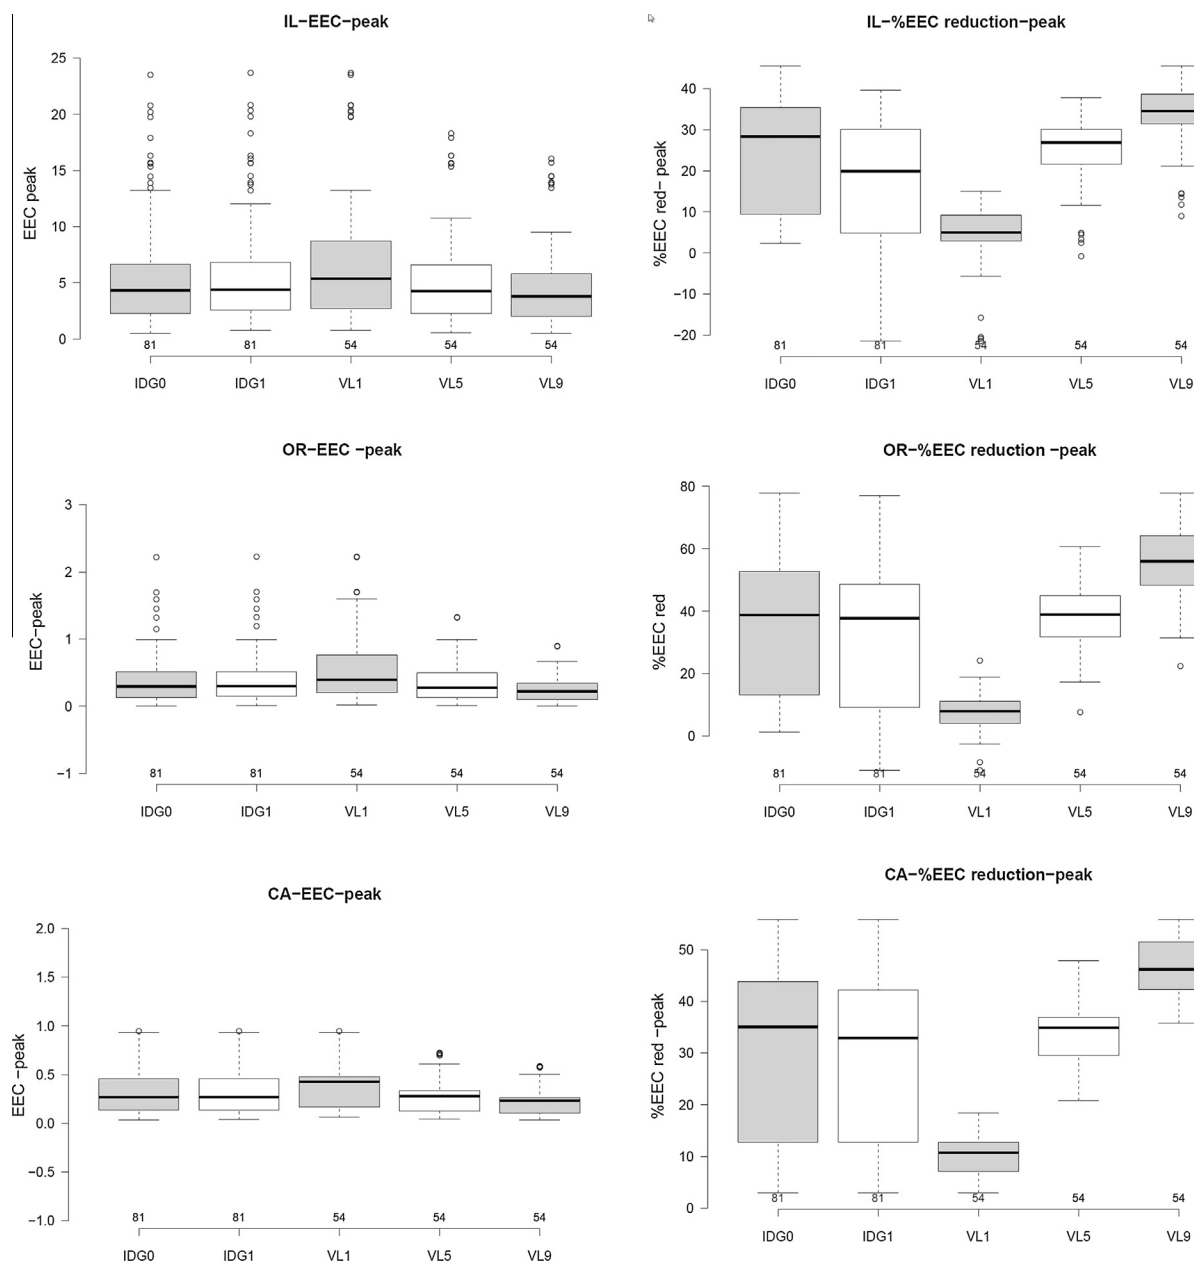 IL−EEC−peak
EEC peak
25
20
15
10
5
0
81 81 54 54 54
IDG0 IDG1 VL1 VL5 VL9
IL−%EEC reduction−peak
%EEC red− peak
40
30
20
10
0
−10
−20
81 81 54 54 54
IDG0 IDG1 VL1 VL5 VL9
OR−EEC −peak
EEC−peak
3
2
1
0
−1
81 81 54 54 54
IDG0 IDG1 VL1 VL5 VL9
OR−%EEC reduction −peak
%EEC red
80
60
40
20
0
81 81 54 54 54
IDG0 IDG1 VL1 VL5 VL9
CA−EEC−peak
EEC −peak
2.0
1.5
1.0
0.5
0.0
−0.5
−1.0
81 81 54 54 54
IDG0 IDG1 VL1 VL5 VL9
CA−%EEC reduction−peak
%EEC red −peak
50
40
30
20
10
0
81 81 54 54 54
IDG0 IDG1 VL1 VL5 VL9